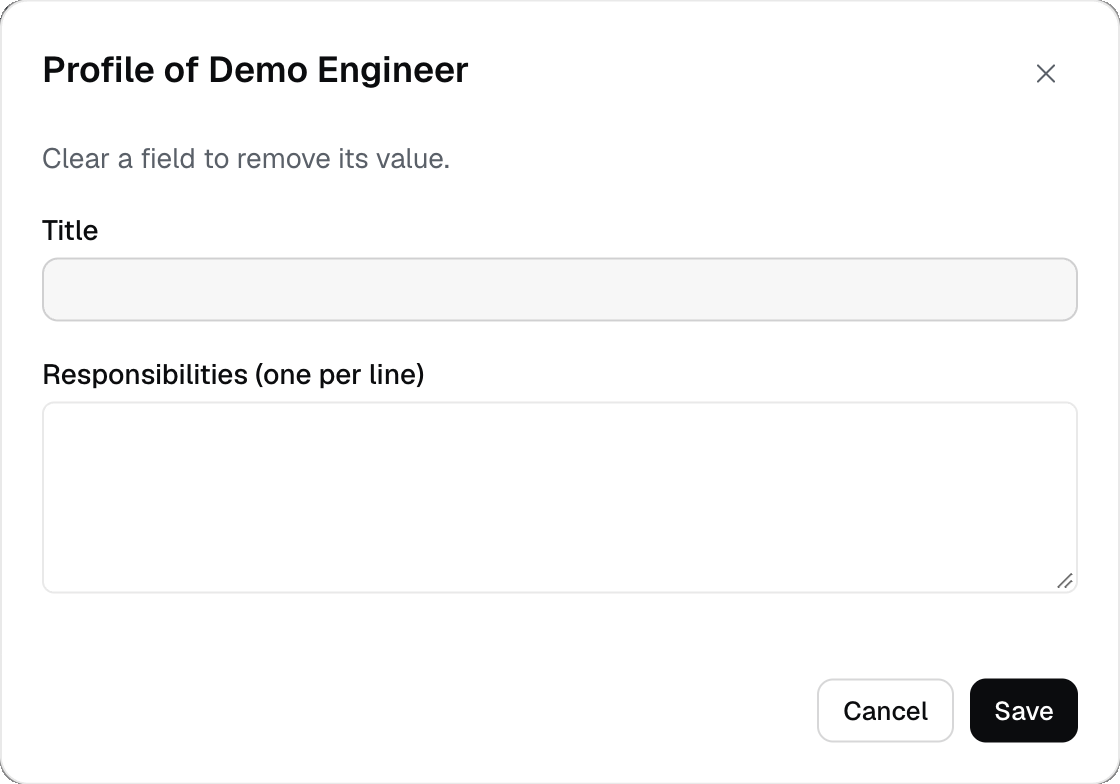 Profile of Demo Engineer
Clear a field to remove its value.
Title
Responsibilities (one per line)
Cancel
Save